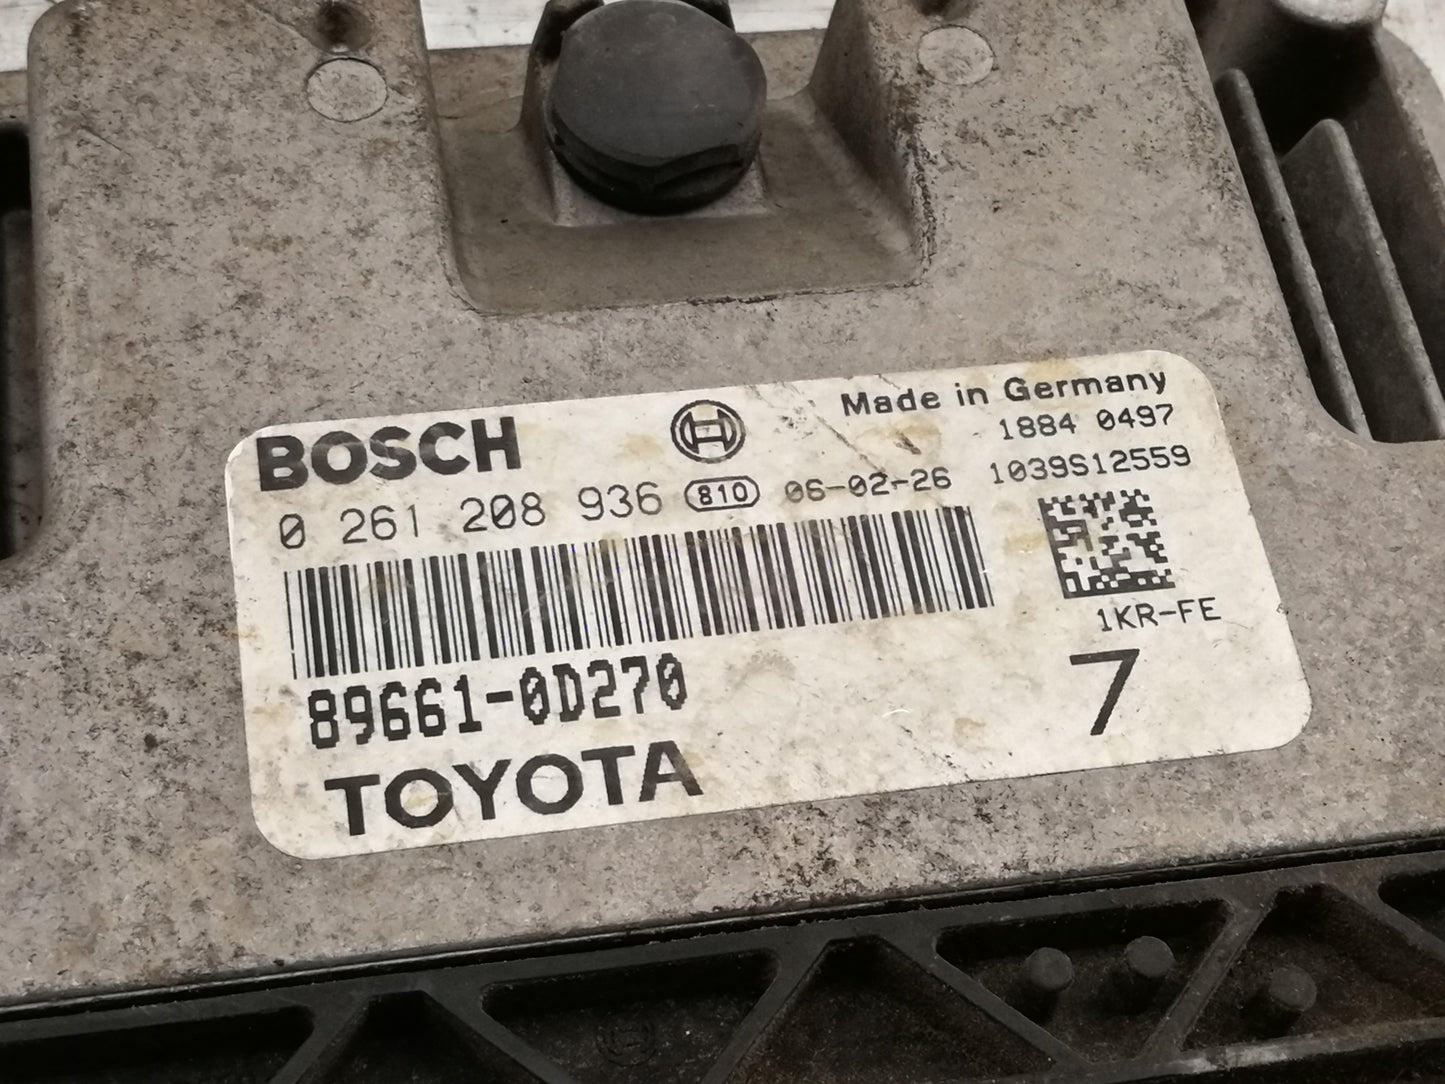 BOSCH
Made in Germany
1884 0497
0 261 208 936 810 06-02-26 1039S12559
1KR-FE
89661-0D270
7
TOYOTA